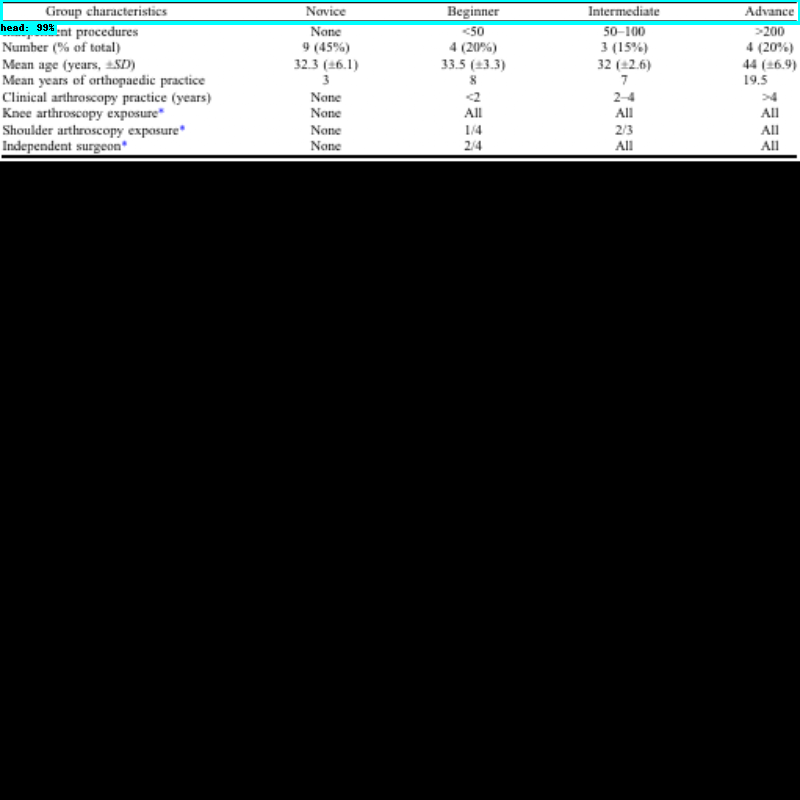 Group characteristics Novice Beginner Intermediate Advance
head: 99%
procedures None <50 50–100 >200
Number (% of total) 9 (45%) 4 (20%) 3 (15%) 4 (20%)
Mean age (years, ±SD) 32.3 (±6.1) 33.5 (±3.3) 32 (±2.6) 44 (±6.9)
Mean years of orthopaedic practice 3 8 7 19.5
Clinical arthroscopy practice (years) None <2 2–4 >4
Knee arthroscopy exposure* None All All All
Shoulder arthroscopy exposure* None 1/4 2/3 All
Independent surgeon* None 2/4 All All